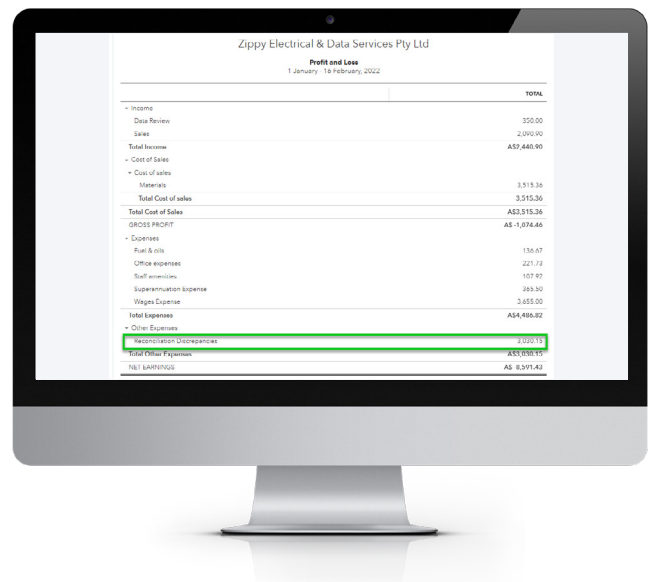 Zippy Electrical & Data Services Pty Ltd
Profit and Loss
1 January - 16 February, 2022
TOTAL
Income
Data Review 350.00
Sales 2,090.90
Total Income A$2,440.90
Cost of Sales
Cost of sales
Materials 3,515.36
Total Cost of sales 3,515.36
Total Cost of Sales A$3,515.36
GROSS PROFIT A$ -1,074.46
Expenses
Fuel & oils 136.67
Office expenses 221.73
Staff amenities 107.92
Superannuation Expense 365.50
Wages Expense 3,655.00
Total Expenses A$4,486.82
Other Expenses
Reconciliation Discrepancies 3,030.15
Total Other Expenses A$3,030.15
NET EARNINGS A$ -8,591.43